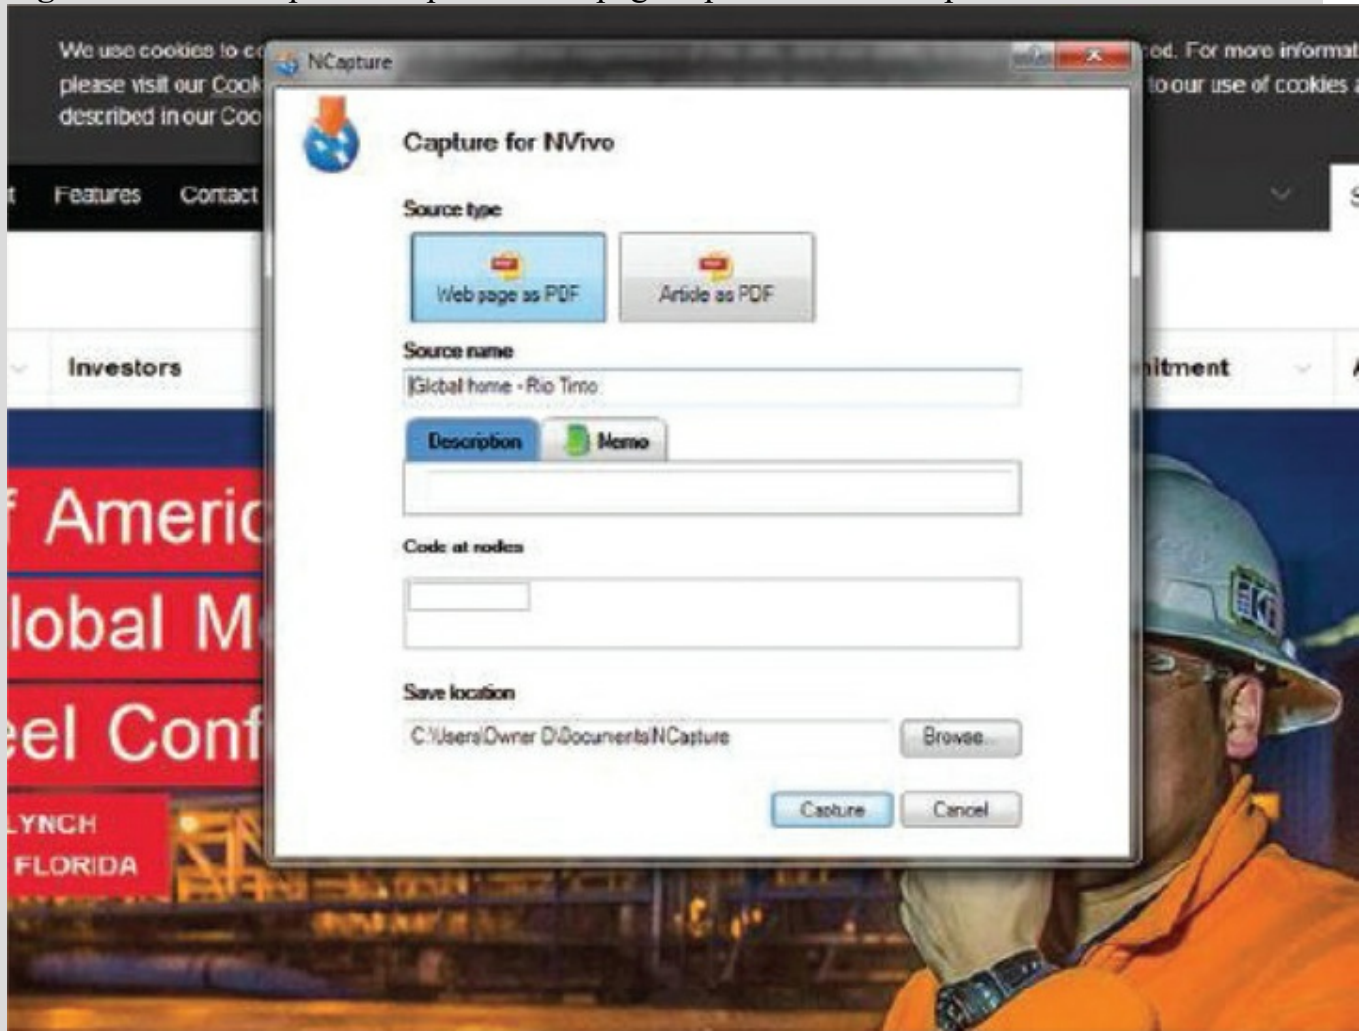 We use cookies to co
ed. For more informat
please visit our Cook
to our use of cookies a
described in our Coo
NCapture
Capture for NVivo
Features Contact
Source type
Web page as PDF Article as PDF
Source name
Investors
mitment
Global home - Rio Tinto
Description Memo
f Americ
Code at nodes
lobal M
Save location
eel Conf
C:\Users\Owner D\Documents\NCapture Browse...
Capture Cancel
LYNCH
FLORIDA